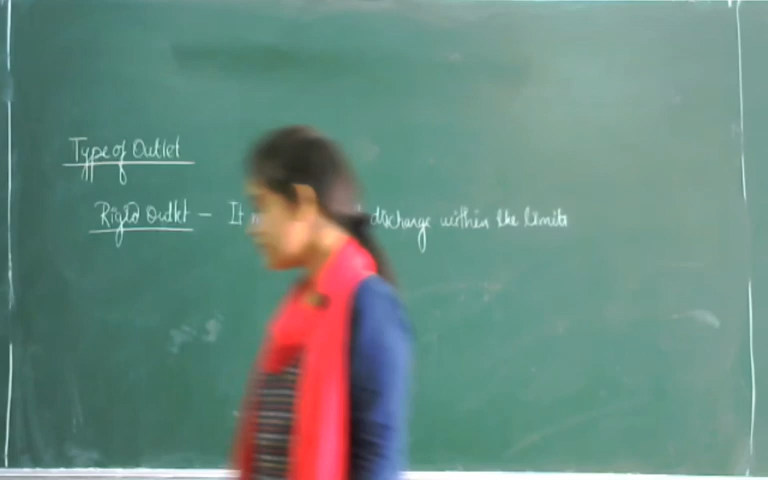 Type of Outlet
Rigid Outlet – It discharge within the limits